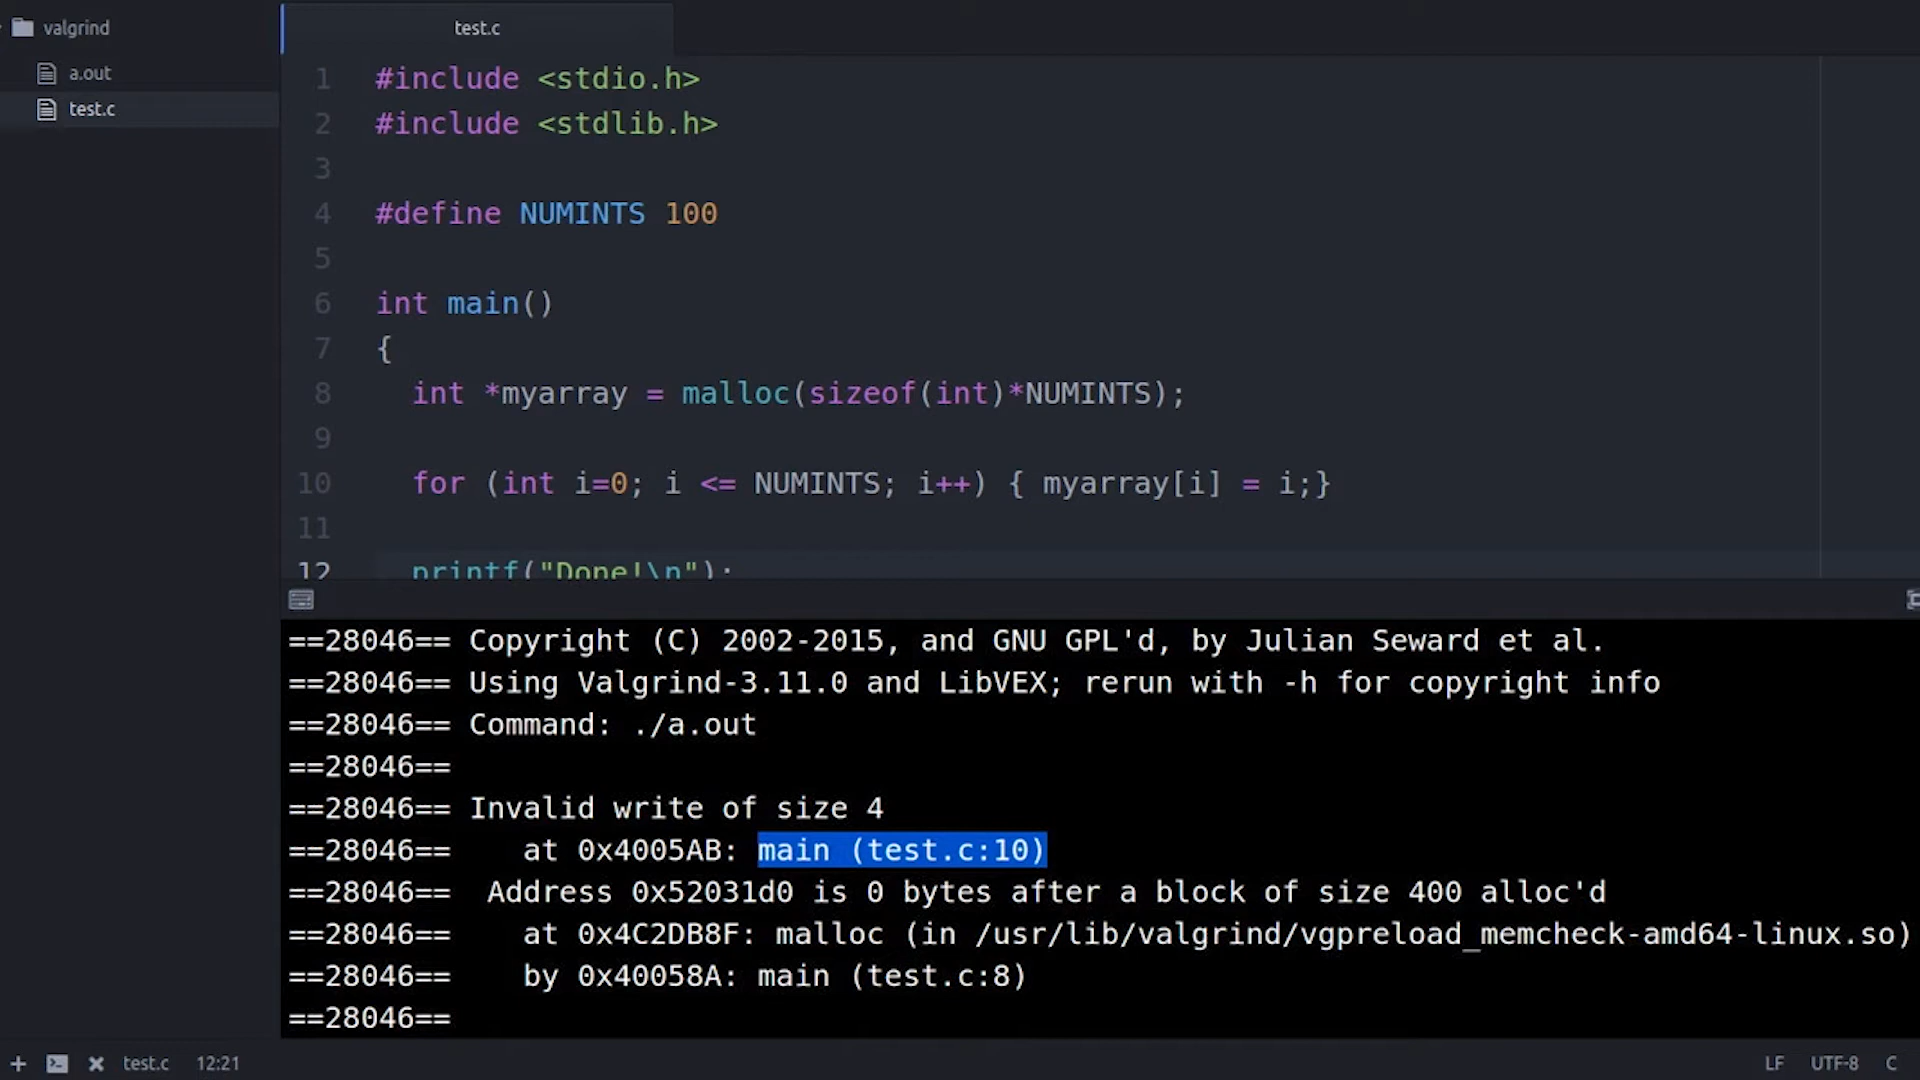 valgrind
a.out
test.c
test.c
1 #include <stdio.h>
2 #include <stdlib.h>
3
4 #define NUMINTS 100
5
6 int main()
7 {
8 int *myarray = malloc(sizeof(int)*NUMINTS);
9
10 for (int i=0; i <= NUMINTS; i++) { myarray[i] = i;}
11
12 printf("Done!\n");
==28046== Copyright (C) 2002-2015, and GNU GPL'd, by Julian Seward et al.
==28046== Using Valgrind-3.11.0 and LibVEX; rerun with -h for copyright info
==28046== Command: ./a.out
==28046==
==28046== Invalid write of size 4
==28046== at 0x4005AB: main (test.c:10)
==28046== Address 0x52031d0 is 0 bytes after a block of size 400 alloc'd
==28046== at 0x4C2DB8F: malloc (in /usr/lib/valgrind/vgpreload_memcheck-amd64-linux.so)
==28046== by 0x40058A: main (test.c:8)
==28046==
test.c 12:21 LF UTF-8 C